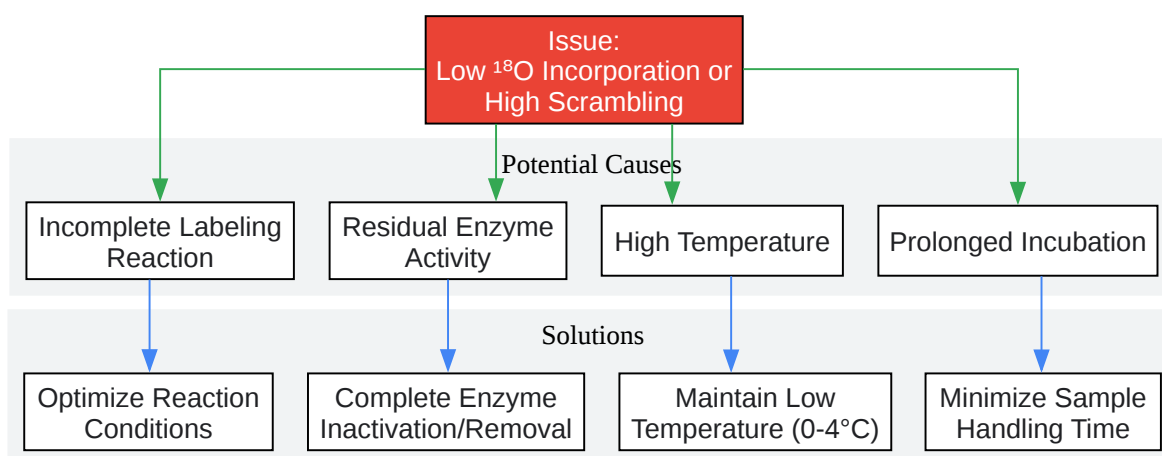 Issue:
Low ¹⁸O Incorporation or
High Scrambling
Potential Causes
Incomplete Labeling
Reaction
Residual Enzyme
Activity
High Temperature
Prolonged Incubation
Solutions
Optimize Reaction
Conditions
Complete Enzyme
Inactivation/Removal
Maintain Low
Temperature (0-4°C)
Minimize Sample
Handling Time